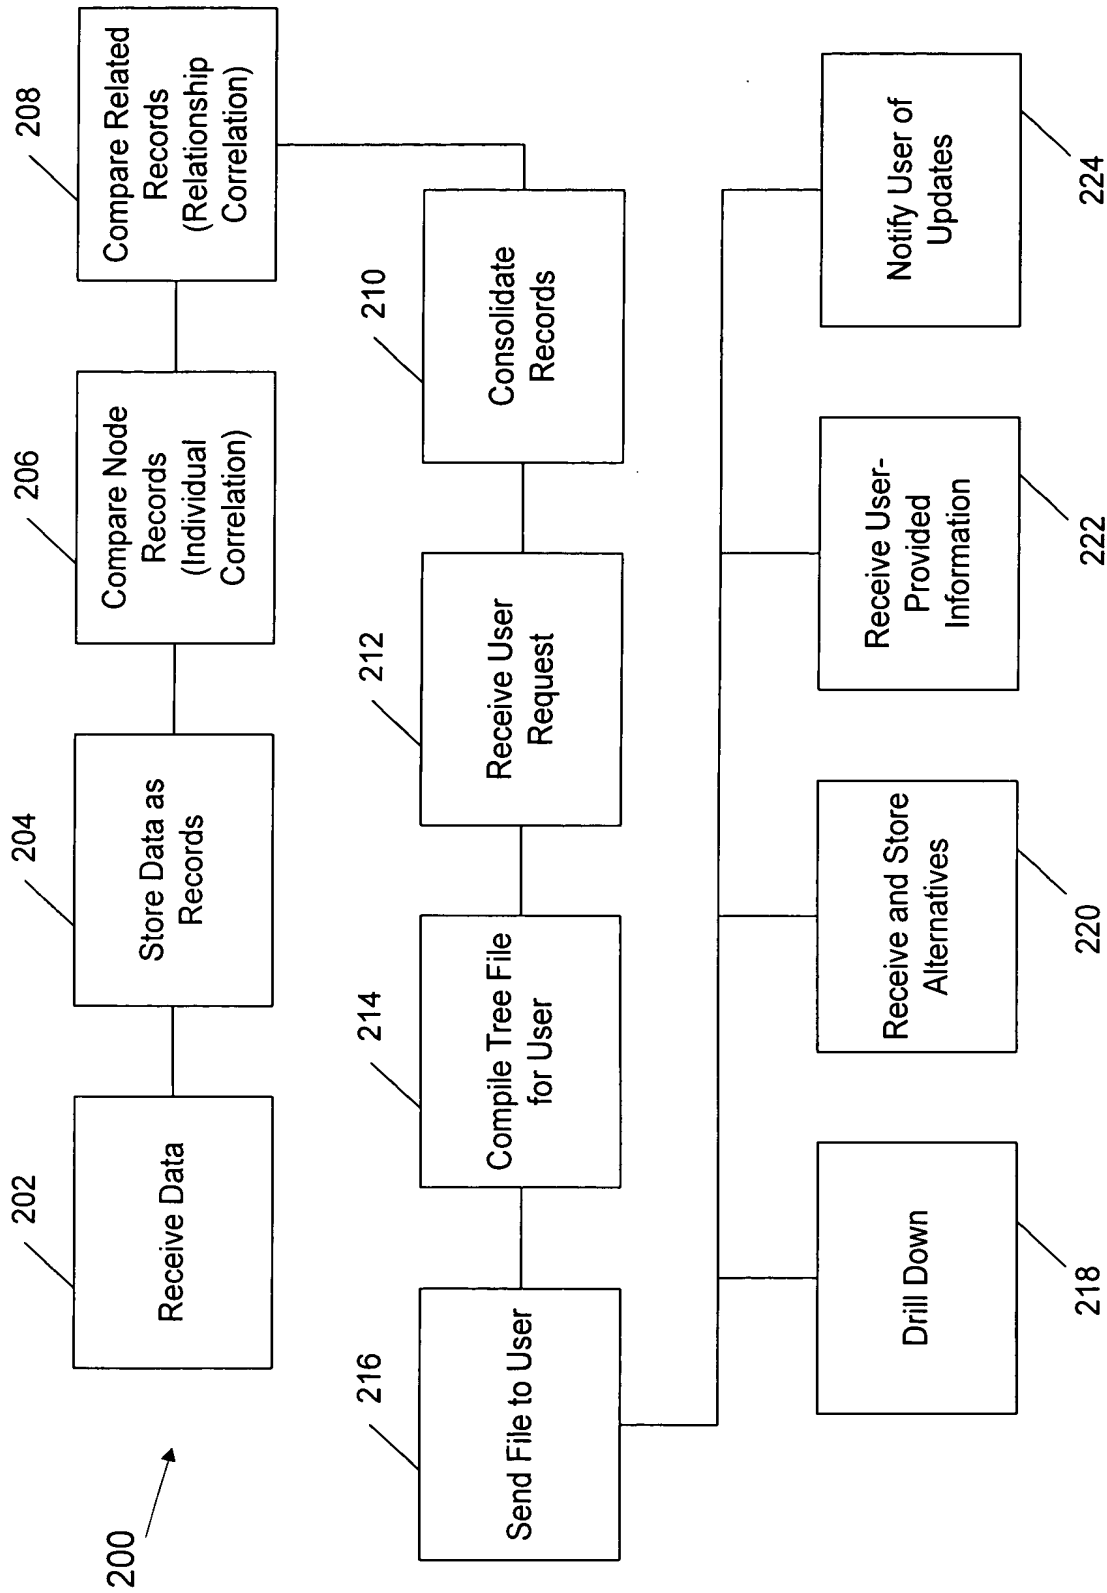 200
202
Receive Data
204
Store Data as
Records
206
Compare Node
Records
(Individual
Correlation)
208
Compare Related
Records
(Relationship
Correlation)
210
Consolidate
Records
212
Receive User
Request
214
Compile Tree File
for User
216
Send File to User
Drill Down
218
Receive and Store
Alternatives
220
Receive User-
Provided
Information
222
Notify User of
Updates
224